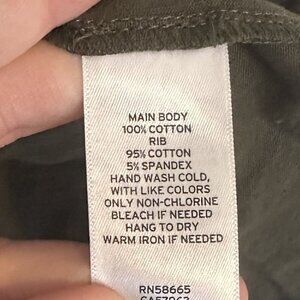 MAIN BODY
100% COTTON
RIB
95% COTTON
5% SPANDEX
HAND WASH COLD,
WITH LIKE COLORS
ONLY NON-CHLORINE
BLEACH IF NEEDED
HANG TO DRY
WARM IRON IF NEEDED
RN58665